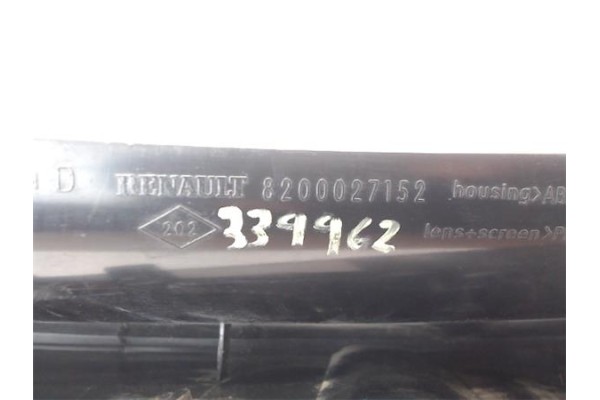 D RENAULT 8200027152 housing>AB
202 339962 lens+screen>P